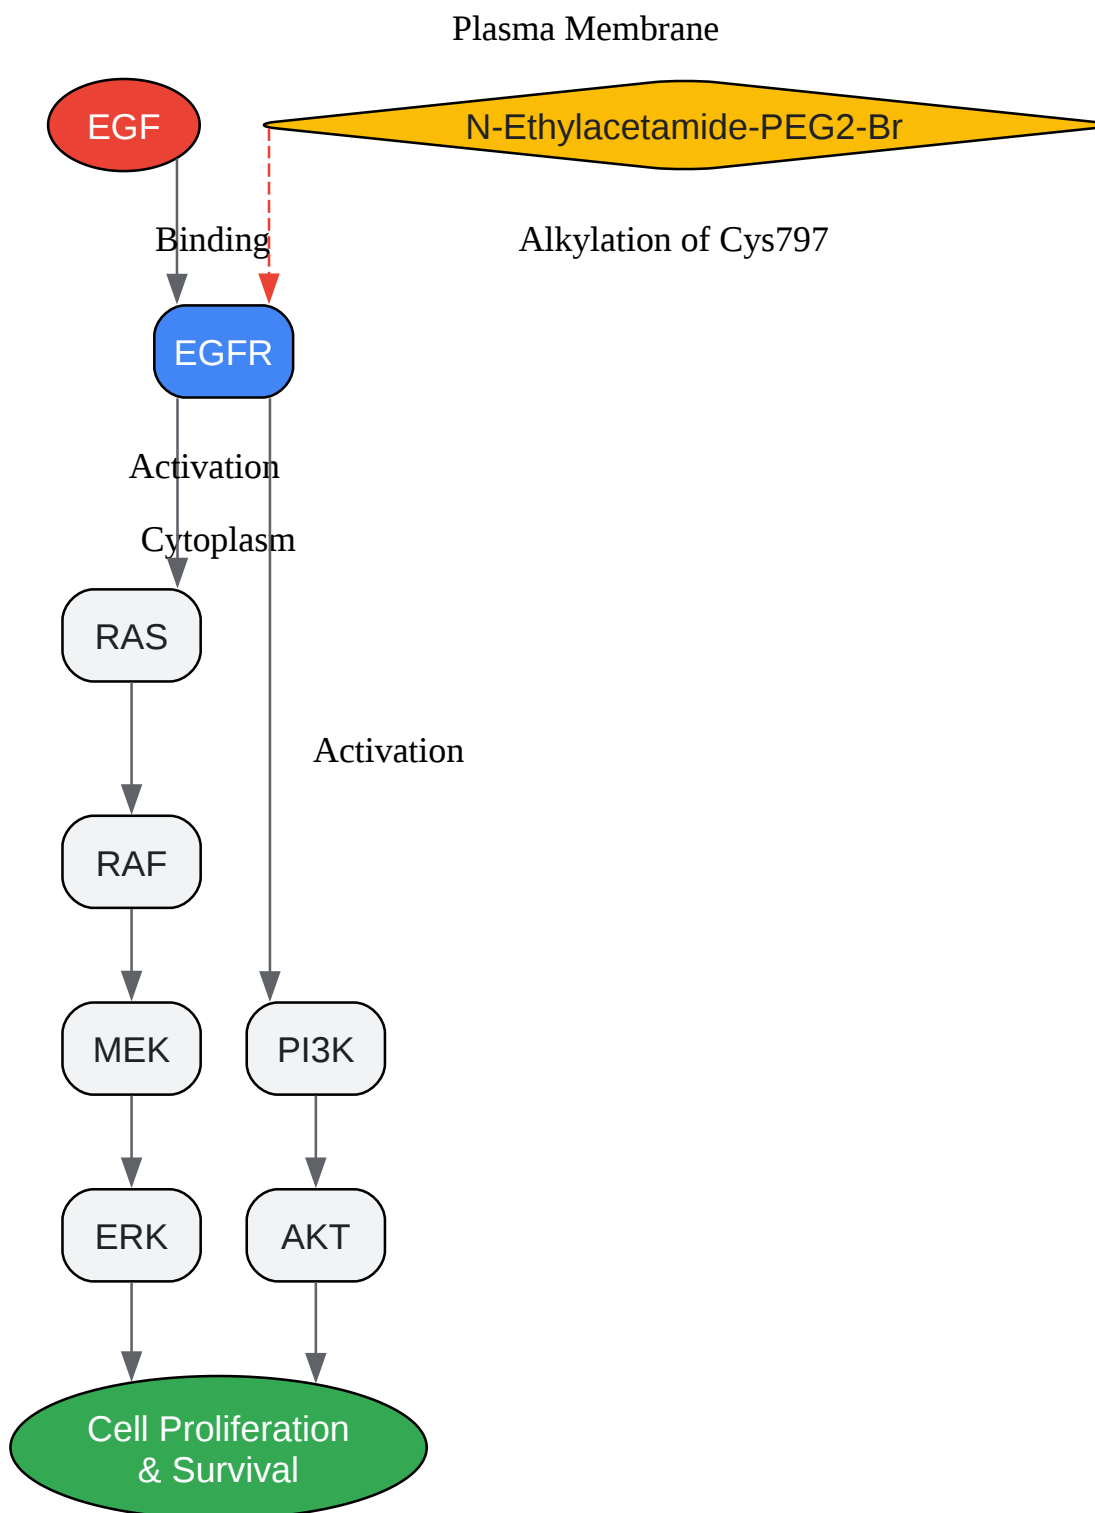 Plasma Membrane
EGF
N-Ethylacetamide-PEG2-Br
Binding
Alkylation of Cys797
EGFR
Activation
Cytoplasm
RAS
Activation
RAF
MEK
PI3K
ERK
AKT
Cell Proliferation
& Survival